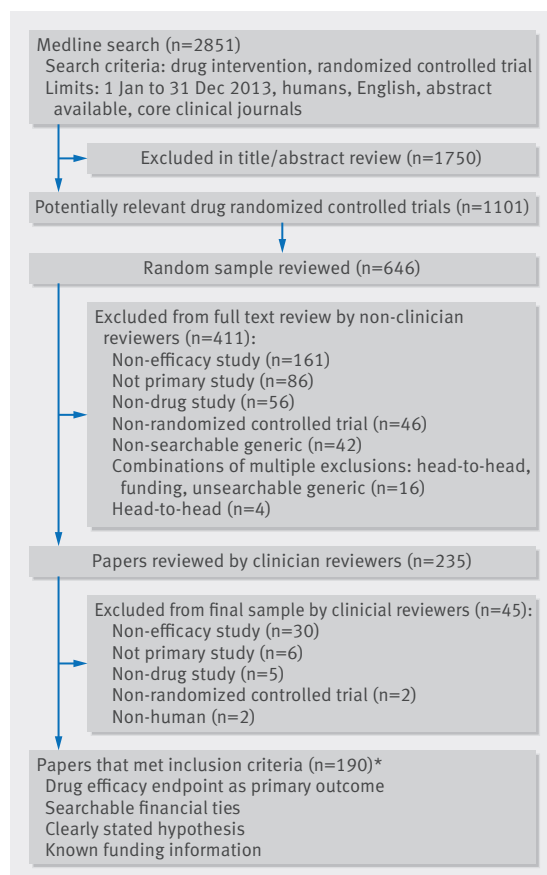 Medline search (n=2851)
Search criteria: drug intervention, randomized controlled trial
Limits: 1 Jan to 31 Dec 2013, humans, English, abstract
available, core clinical journals
Excluded in title/abstract review (n=1750)
Potentially relevant drug randomized controlled trials (n=1101)
Random sample reviewed (n=646)
Excluded from full text review by non-clinician
reviewers (n=411):
Non-efficacy study (n=161)
Not primary study (n=86)
Non-drug study (n=56)
Non-randomized controlled trial (n=46)
Non-searchable generic (n=42)
Combinations of multiple exclusions: head-to-head,
funding, unsearchable generic (n=16)
Head-to-head (n=4)
Papers reviewed by clinician reviewers (n=235)
Excluded from final sample by clinicial reviewers (n=45):
Non-efficacy study (n=30)
Not primary study (n=6)
Non-drug study (n=5)
Non-randomized controlled trial (n=2)
Non-human (n=2)
Papers that met inclusion criteria (n=190)*
Drug efficacy endpoint as primary outcome
Searchable financial ties
Clearly stated hypothesis
Known funding information